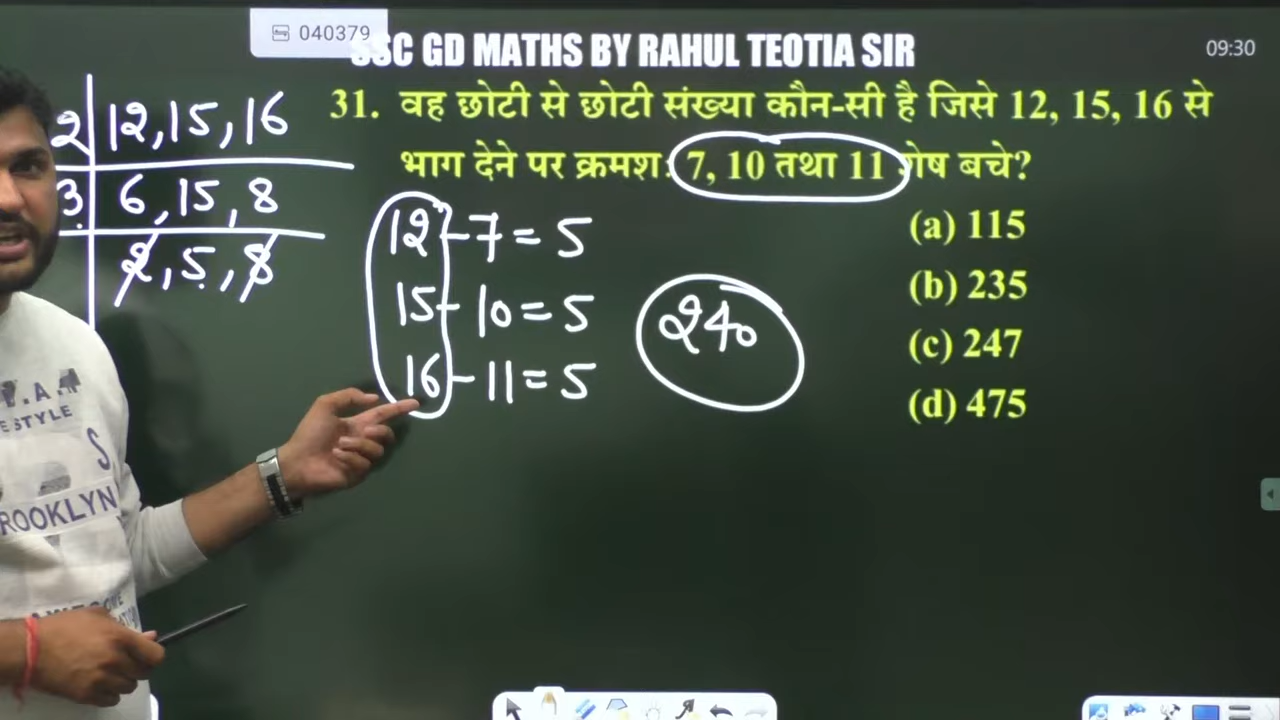 040379
SSC GD MATHS BY RAHUL TEOTIA SIR
09:30
31. वह छोटी से छोटी संख्या कौन-सी है जिसे 12, 15, 16 से
भाग देने पर क्रमश: 7, 10 तथा 11 शेष बचे?
(a) 115
(b) 235
(c) 247
(d) 475
2 12, 15, 16
3 6, 15, 8
2, 5, 8
12 - 7 = 5
15 - 10 = 5
16 - 11 = 5
240
S
ROOKLYN